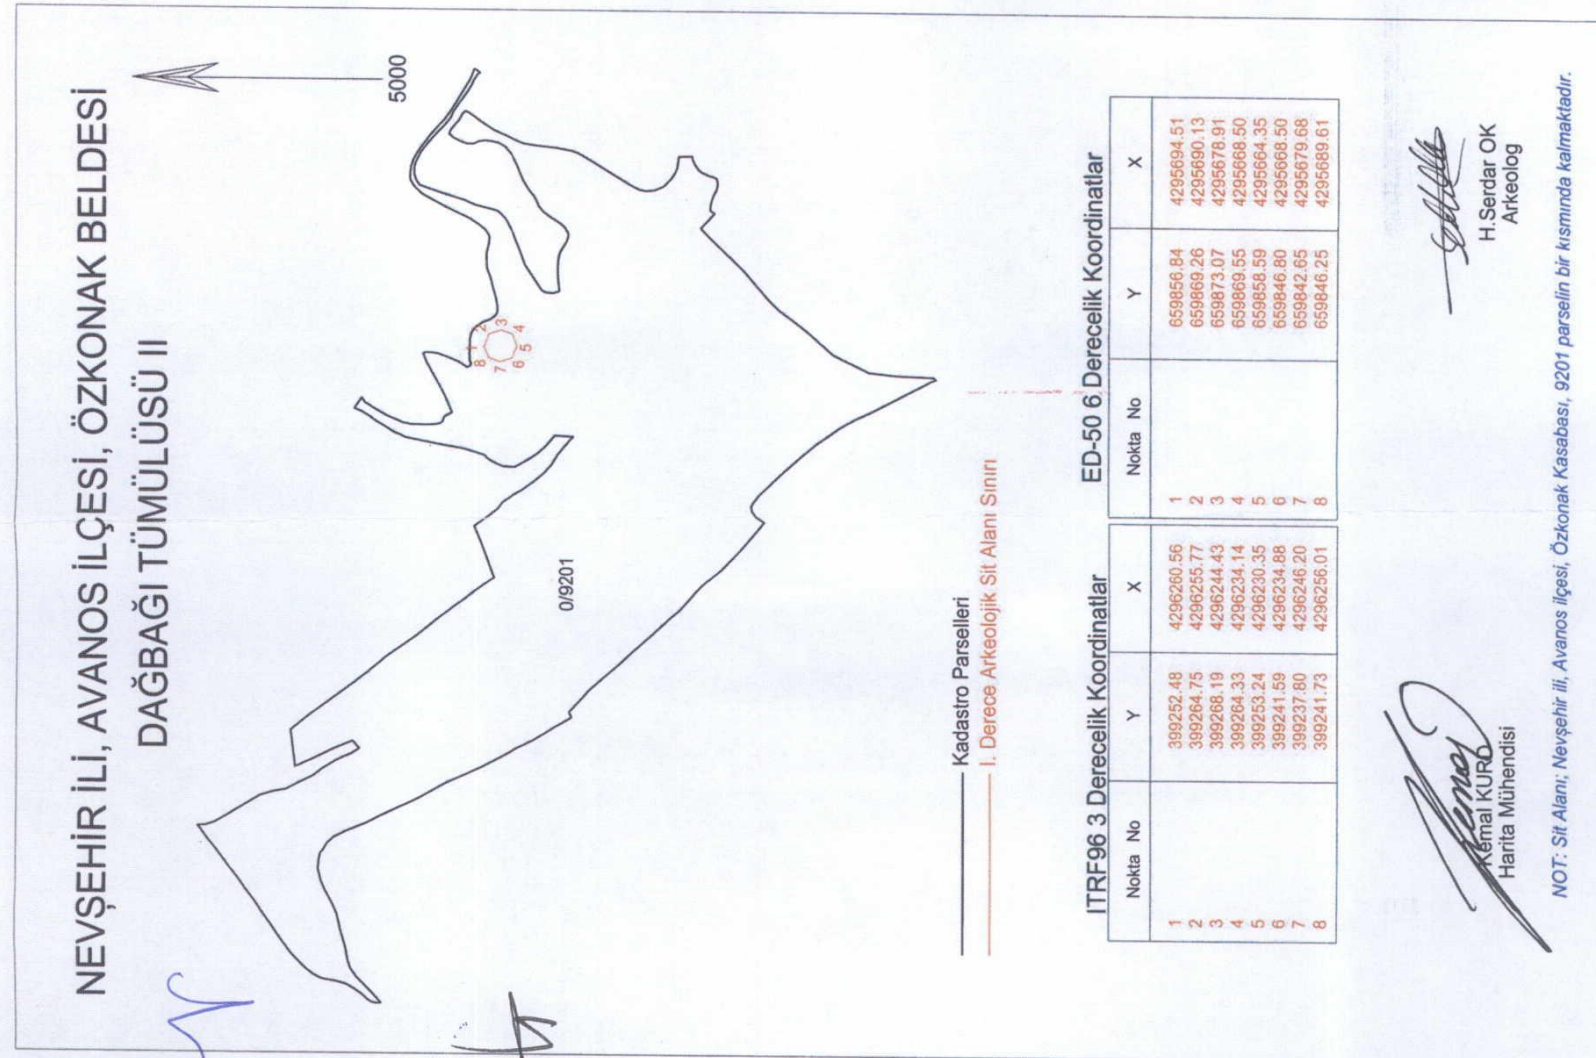 NEVŞEHİR İLİ, AVANOS İLÇESİ, ÖZKONAK BELDESİ
DAĞBAĞI TÜMÜLÜSÜ II
5000
1
2
3
4
5
6
7
8
0/9201
Kadastro Parselleri
I. Derece Arkeolojik Sit Alanı Sınırı
ITRF96 3 Derecelik Koordinatlar
Nokta No Y X
1 399252.48 4296260.56
2 399264.75 4296255.77
3 399268.19 4296244.43
4 399264.33 4296234.14
5 399253.24 4296230.35
6 399241.59 4296234.88
7 399237.80 4296246.20
8 399241.73 4296256.01
ED-50 6 Derecelik Koordinatlar
Nokta No Y X
1 659856.84 4295694.51
2 659869.26 4295690.13
3 659873.07 4295678.91
4 659869.55 4295668.50
5 659858.59 4295664.35
6 659846.80 4295668.50
7 659842.65 4295679.68
8 659846.25 4295689.61
Kemal KURT
Harita Mühendisi
H.Serdar OK
Arkeolog
NOT: Sit Alanı; Nevşehir ili, Avanos ilçesi, Özkonak Kasabası, 9201 parselin bir kısmında kalmaktadır.